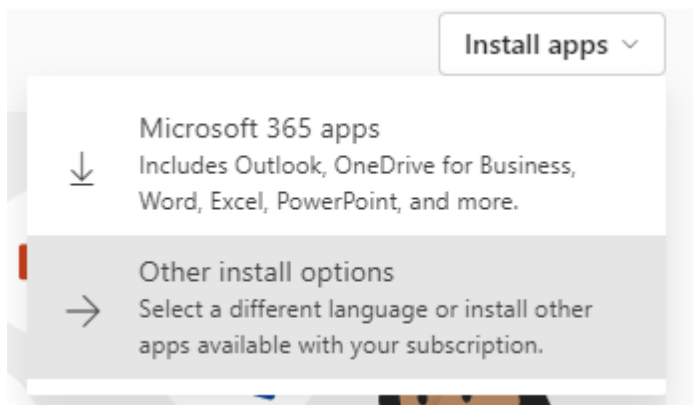 Install apps
Microsoft 365 apps
Includes Outlook, OneDrive for Business,
Word, Excel, PowerPoint, and more.
Other install options
Select a different language or install other
apps available with your subscription.